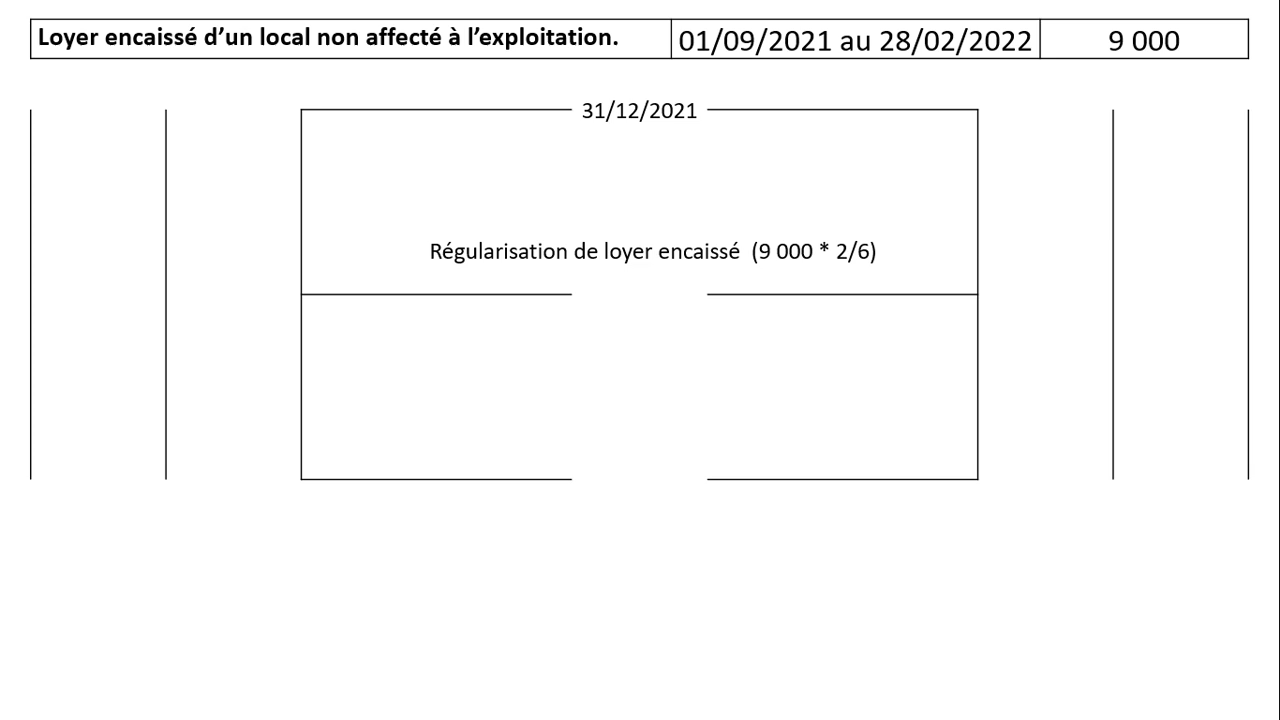 Loyer encaissé d’un local non affecté à l’exploitation. 01/09/2021 au 28/02/2022 9 000
31/12/2021
Régularisation de loyer encaissé (9 000 * 2/6)